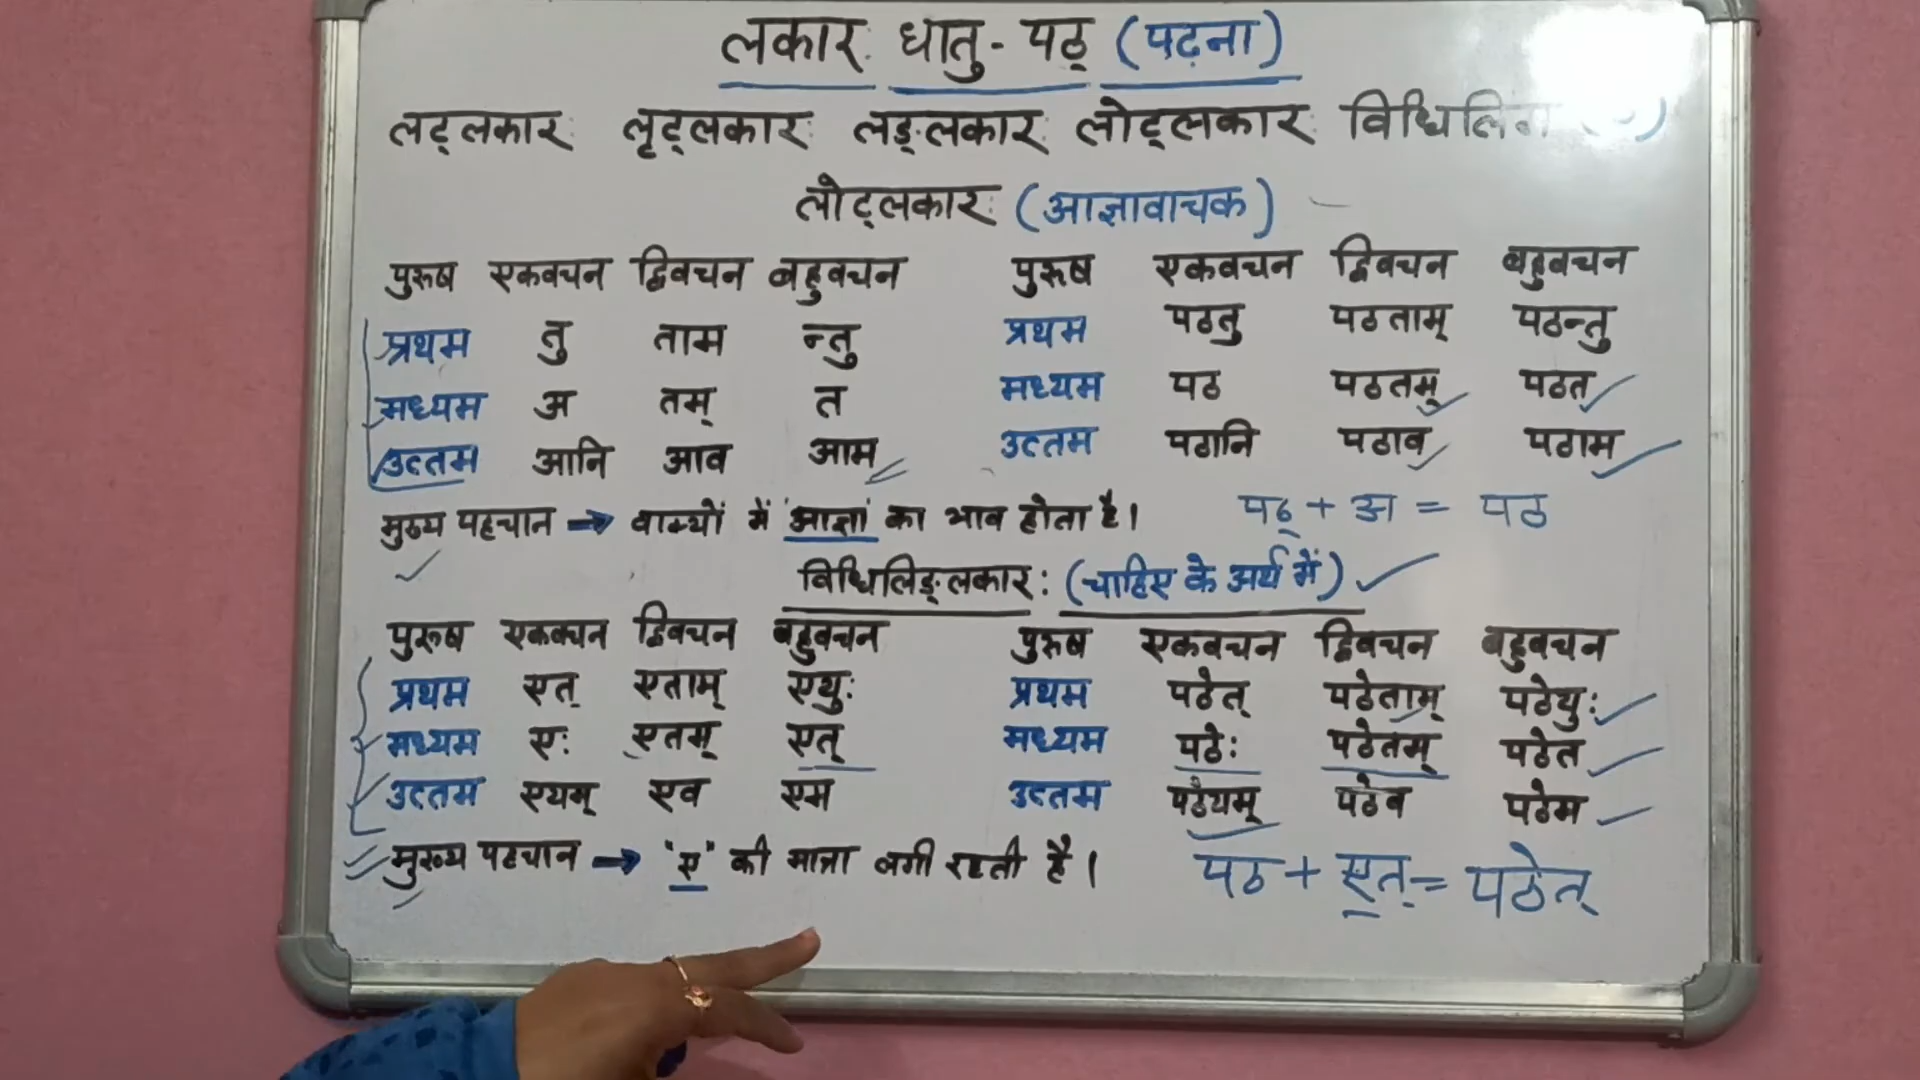 लकारः धातु - पठ् (पढ़ना)
लट्लकारः लृट्लकारः लङ्लकारः लोट्लकारः
लोट्लकारः (आज्ञावाचक)
पुरूष एकवचन द्विवचन बहुवचन पुरूष एकवचन द्विवचन बहुवचन
प्रथम तु ताम न्तु प्रथम पठतु पठताम् पठन्तु
मध्यम अ तम् त मध्यम पठ पठतम् पठत
उत्तम आनि आव आम उत्तम पठानि पठाव पठाम
मुख्य पहचान → वाक्यों में 'आज्ञा' का भाव होता है। पठ् + अ = पठ
विधिलिङ्लकारः (चाहिए के अर्थ में)
पुरूष एकवचन द्विवचन बहुवचन पुरूष एकवचन द्विवचन बहुवचन
प्रथम एत् एताम् एयुः प्रथम पठेत् पठेताम् पठेयुः
मध्यम एः एतम् एत् मध्यम पठेः पठेतम् पठेत
उत्तम एयम् एव एम उत्तम पठेयम् पठेव पठेम
मुख्य पहचान → "ए" की मात्रा लगी रहती है। पठ + एत् = पठेत्